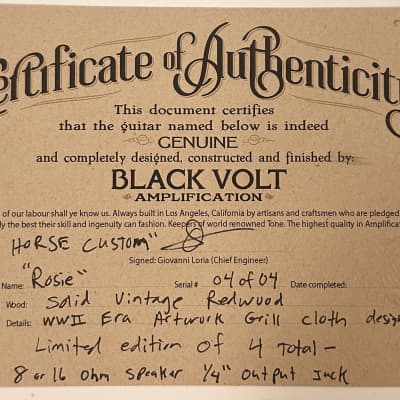 Certificate of Authenticity
This document certifies
that the guitar named below is indeed
GENUINE
and completely designed, constructed and finished by:
BLACK VOLT
AMPLIFICATION
of our labour shall ye know us. Always built in Los Angeles, California by artisans and craftsmen who are pledged
ly the best their skill and ingenuity can fashion. Keepers of world renowned Tone. The highest quality in Amplificat
HORSE CUSTOM"
Signed: Giovanni Loria (Chief Engineer)
Name: "Rosie" Serial # 04 of 04 Date completed:
Wood: Solid Vintage Redwood
Details: WWII Era Artwork Grill cloth design
Limited edition of 4 Total -
8 or 16 Ohm speaker 1/4" output Jack